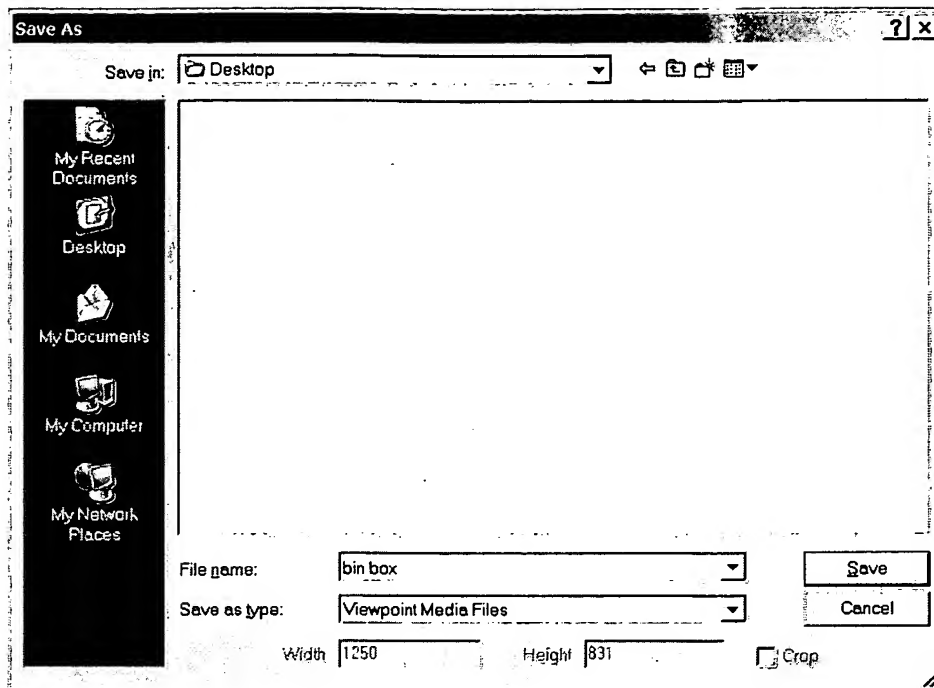 Save As
Save in: Desktop
My Recent
Documents
Desktop
My Documents
My Computer
My Network
Places
File name: bin box
Save
Save as type: Viewpoint Media Files
Cancel
Width 1250 Height 831 Crop